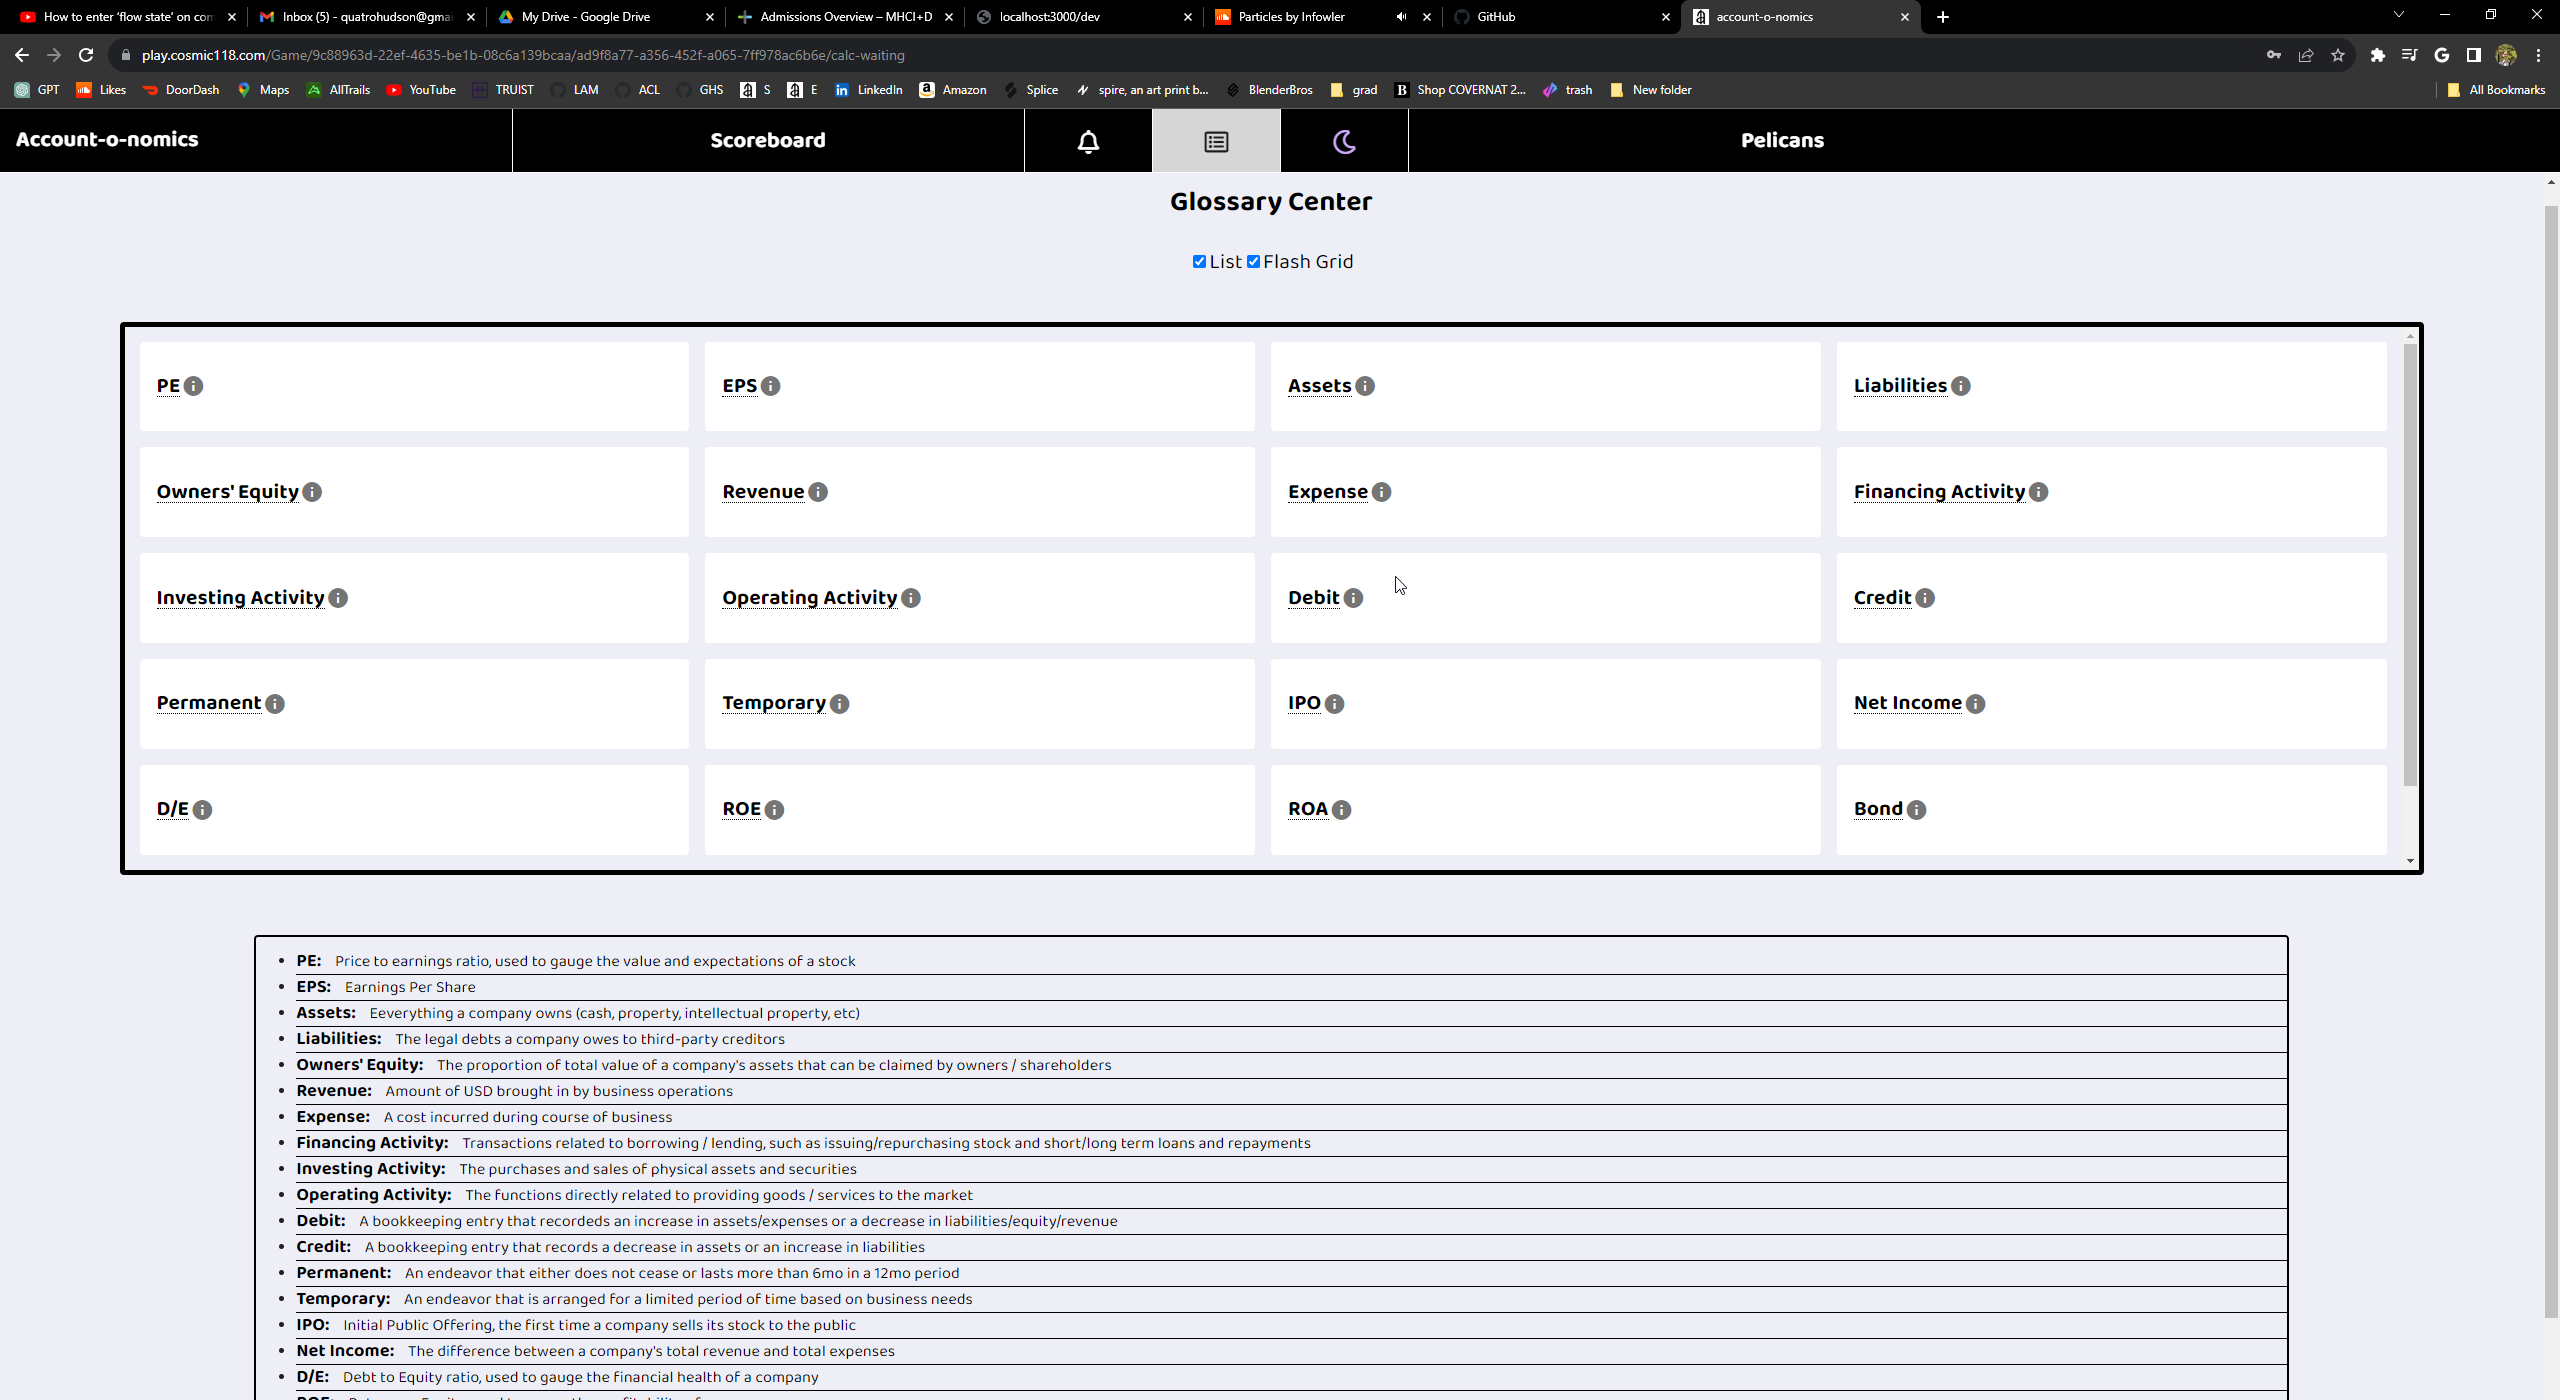 How to enter 'flow state' on con
Inbox (5) - quatrohudson@gmai
My Drive - Google Drive
Admissions Overview – MHCI+D
localhost:3000/dev
Particles by Infowler
GitHub
account-o-nomics
play.cosmic118.com/Game/9c88963d-22ef-4635-be1b-08c6a139bcaa/ad9f8a77-a356-452f-a065-7ff978ac6b6e/calc-waiting
GPT Likes DoorDash Maps AllTrails YouTube TRUIST LAM ACL GHS S E LinkedIn Amazon Splice spire, an art print b... BlenderBros grad Shop COVERNAT 2... trash New folder All Bookmarks
Account-o-nomics Scoreboard Pelicans
Glossary Center
List Flash Grid
PE EPS Assets Liabilities
Owners' Equity Revenue Expense Financing Activity
Investing Activity Operating Activity Debit Credit
Permanent Temporary IPO Net Income
D/E ROE ROA Bond
• PE: Price to earnings ratio, used to gauge the value and expectations of a stock
• EPS: Earnings Per Share
• Assets: Eeverything a company owns (cash, property, intellectual property, etc)
• Liabilities: The legal debts a company owes to third-party creditors
• Owners' Equity: The proportion of total value of a company's assets that can be claimed by owners / shareholders
• Revenue: Amount of USD brought in by business operations
• Expense: A cost incurred during course of business
• Financing Activity: Transactions related to borrowing / lending, such as issuing/repurchasing stock and short/long term loans and repayments
• Investing Activity: The purchases and sales of physical assets and securities
• Operating Activity: The functions directly related to providing goods / services to the market
• Debit: A bookkeeping entry that recordeds an increase in assets/expenses or a decrease in liabilities/equity/revenue
• Credit: A bookkeeping entry that records a decrease in assets or an increase in liabilities
• Permanent: An endeavor that either does not cease or lasts more than 6mo in a 12mo period
• Temporary: An endeavor that is arranged for a limited period of time based on business needs
• IPO: Initial Public Offering, the first time a company sells its stock to the public
• Net Income: The difference between a company's total revenue and total expenses
• D/E: Debt to Equity ratio, used to gauge the financial health of a company